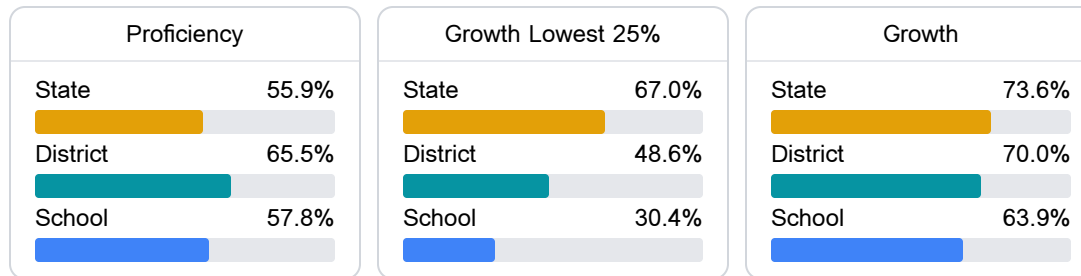 Proficiency
State 55.9%
District 65.5%
School 57.8%
Growth Lowest 25%
State 67.0%
District 48.6%
School 30.4%
Growth
State 73.6%
District 70.0%
School 63.9%